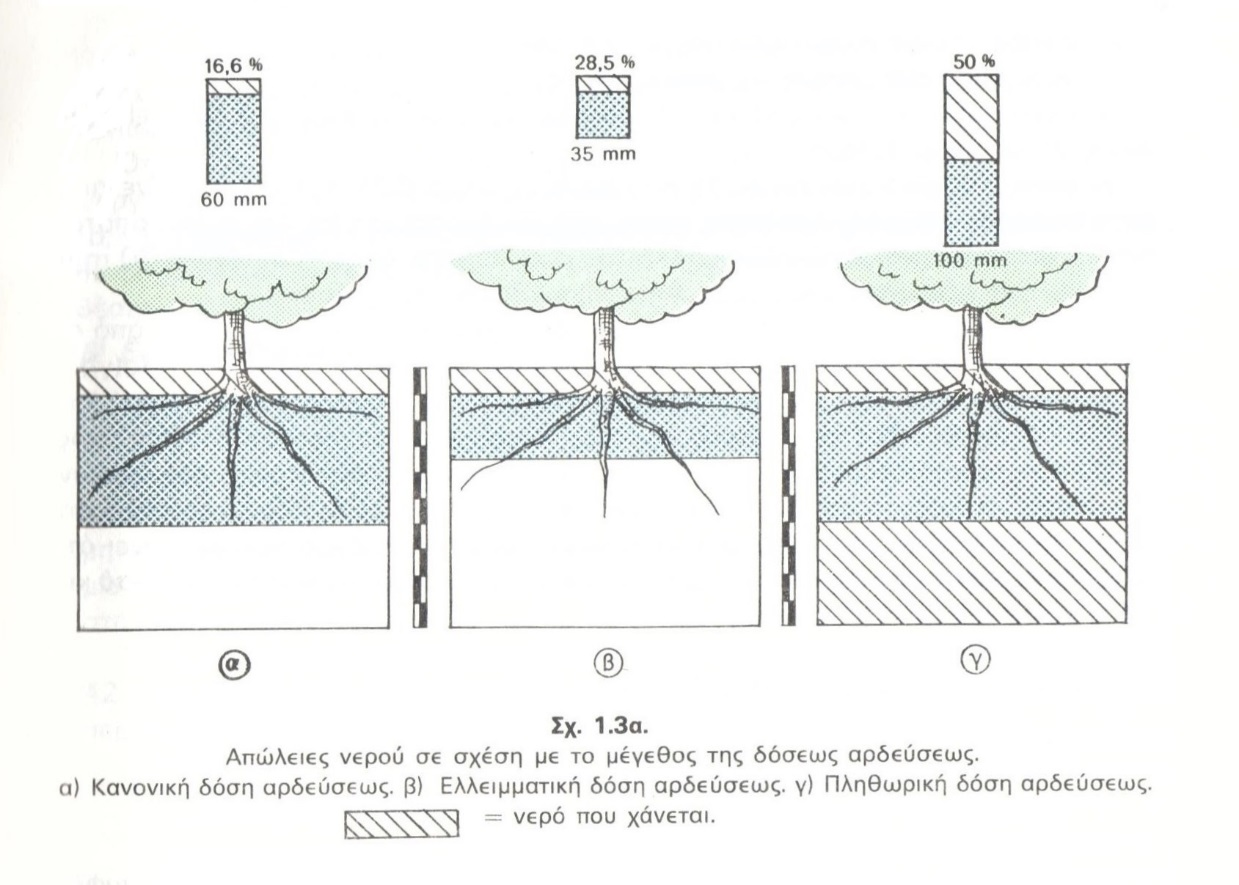 16,6 %
28,5 %
50 %
60 mm
35 mm
100 mm
α
β
γ
Σχ. 1.3α.
Απώλειες νερού σε σχέση με το μέγεθος της δόσεως αρδεύσεως.
α) Κανονική δόση αρδεύσεως. β) Ελλειμματική δόση αρδεύσεως. γ) Πληθωρική δόση αρδεύσεως.
= νερό που χάνεται.